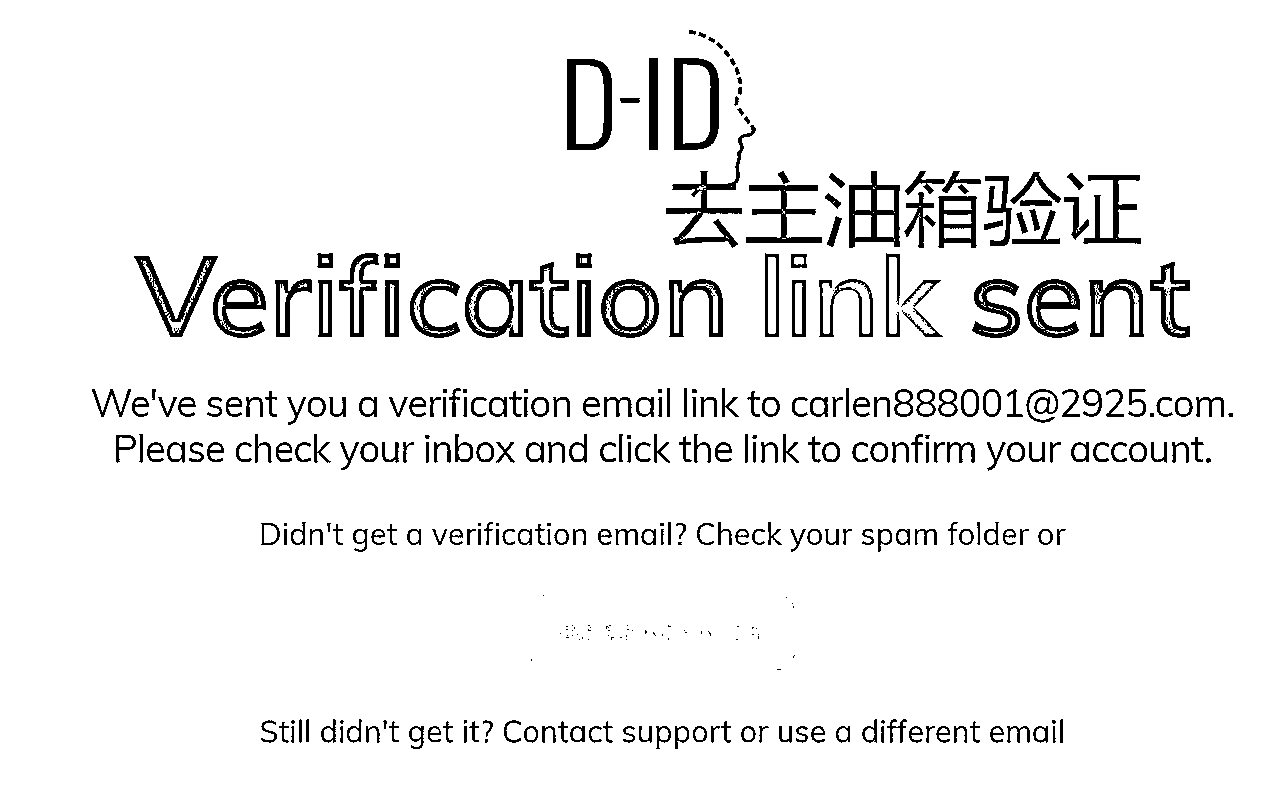 D-ID
去主油箱验证
Verification link sent
We've sent you a verification email link to carlen888001@2925.com.
Please check your inbox and click the link to confirm your account.
Didn't get a verification email? Check your spam folder or
Still didn't get it? Contact support or use a different email